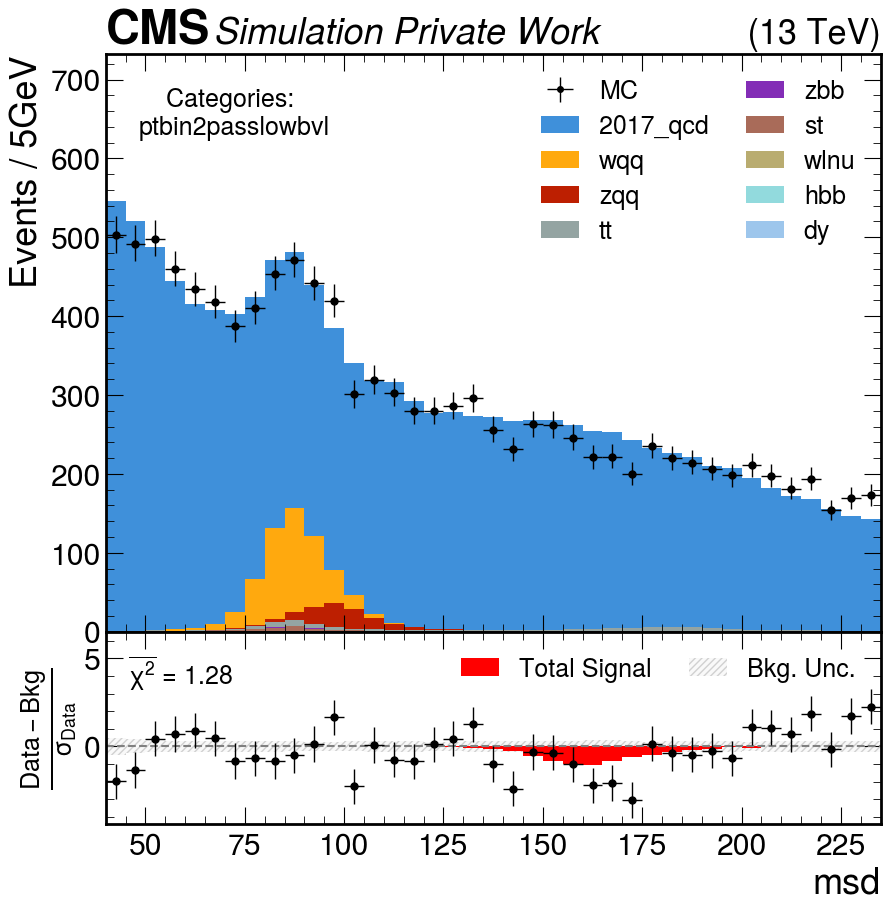 CMS Simulation Private Work (13 TeV)
Events / 5GeV
700
600
500
400
300
200
100
0
Categories:
ptbin2passlowbvl
MC
2017_qcd
wqq
zqq
tt
zbb
st
wlnu
hbb
dy
Data – Bkg
σData
5
0
χ² = 1.28
Total Signal
Bkg. Unc.
50 75 100 125 150 175 200 225
msd